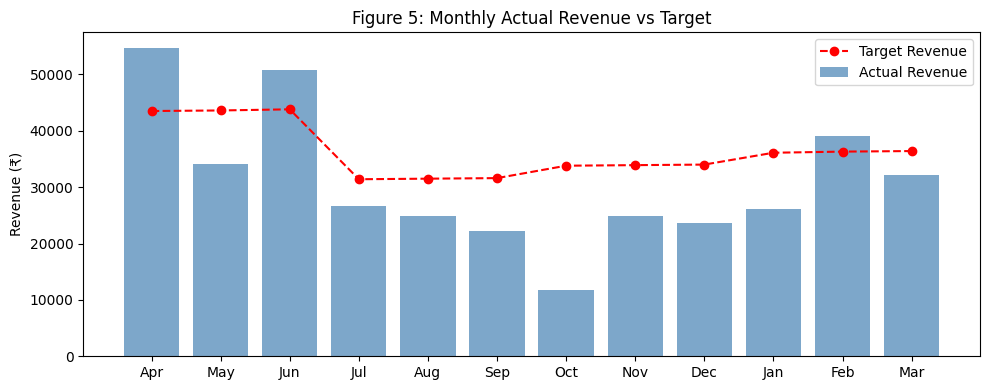 Figure 5: Monthly Actual Revenue vs Target
Target Revenue
Actual Revenue
Revenue (₹)
50000
40000
30000
20000
10000
0
Apr May Jun Jul Aug Sep Oct Nov Dec Jan Feb Mar